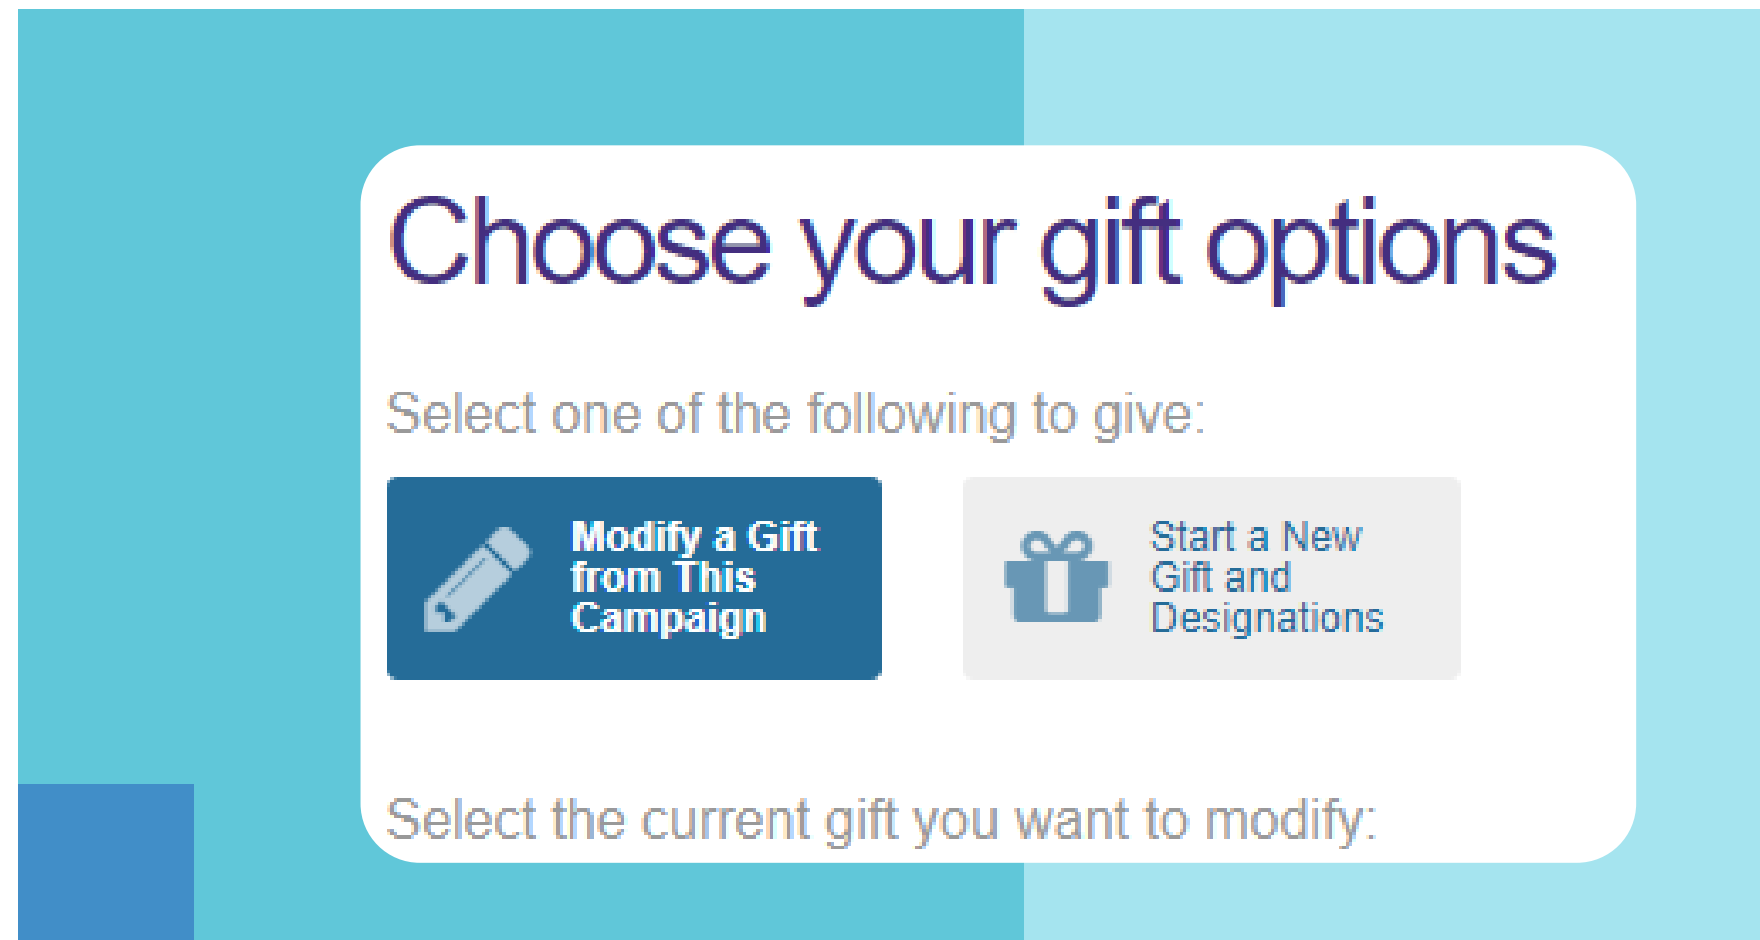 Choose your gift options
Select one of the following to give:
Modify a Gift
from This
Campaign
Start a New
Gift and
Designations
Select the current gift you want to modify: